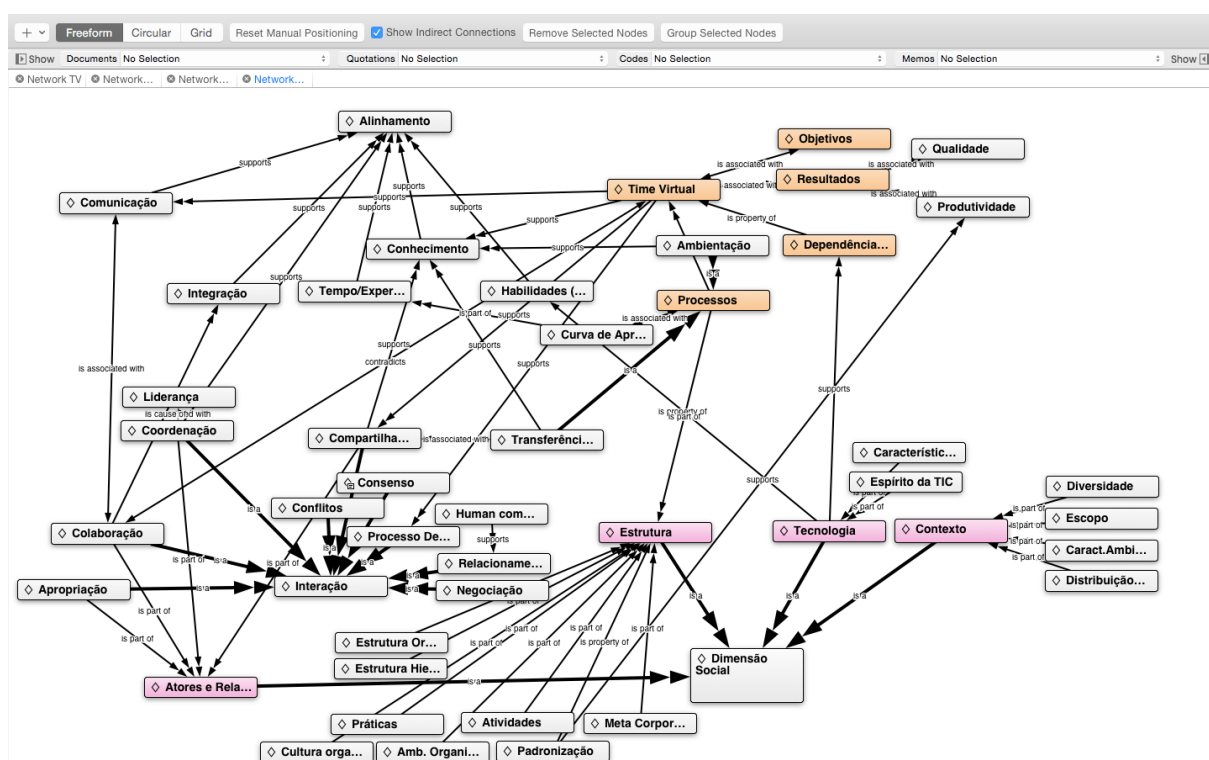 Freeform Circular Grid Reset Manual Positioning Show Indirect Connections Remove Selected Nodes Group Selected Nodes
Show Documents No Selection Quotations No Selection Codes No Selection Memos No Selection Show
Network TV Network... Network... Network...
Alinhamento
Objetivos
Qualidade
supports
is associated with
is associated with
Resultados
Time Virtual
associated wi
is associated with
supports
supports
Comunicação
supports
supports
supports
Produtividade
supports
is property of
Conhecimento
supports
Ambientação
Dependência...
supports
is a
Integração
Tempo/Exper...
Habilidades (...
Processos
is part of
supports
is associated with
Curva de Apr...
supports
supports
contradicts
supports
is associated with
is a
supports
Liderança
is cause of
nd with
is property of
is part of
Coordenação
Compartilha...
is associated with
Transferênci...
Característic...
Consenso
supports
Espírito da TIC
Diversidade
is part of
is part of
Conflitos
is a
Human com...
Escopo
Colaboração
Processo De...
Estrutura
Tecnologia
Contexto
is part of
is part of
supports
is a
Caract.Ambi...
is part of
is a
is part of
Relacioname...
is part of
Apropriação
is a
Interação
is a
is a
Negociação
Distribuição...
is part of
is part of
is a
is a
is a
is part of
is part of
is part of
is part of
is part of
is property of
Estrutura Or...
is part of
Estrutura Hie...
Dimensão
Social
Atores e Rela...
is a
Práticas
Atividades
Meta Corpor...
Cultura orga...
Amb. Organi...
Padronização